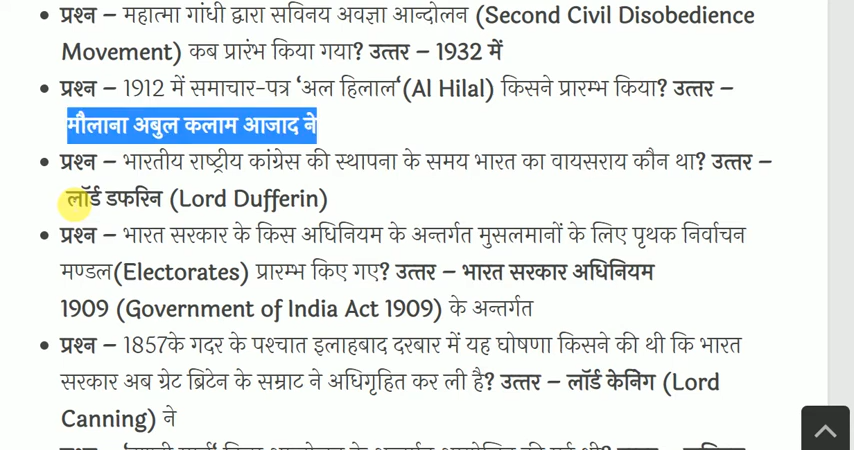 प्रश्न – महात्मा गांधी द्वारा सविनय अवज्ञा आन्दोलन (Second Civil Disobedience
Movement) कब प्रारंभ किया गया? उत्तर – 1932 में
प्रश्न – 1912 में समाचार-पत्र ‘अल हिलाल‘(Al Hilal) किसने प्रारम्भ किया? उत्तर –
मौलाना अबुल कलाम आजाद ने
प्रश्न – भारतीय राष्ट्रीय कांग्रेस की स्थापना के समय भारत का वायसराय कौन था? उत्तर –
लॉर्ड डफरिन (Lord Dufferin)
प्रश्न – भारत सरकार के किस अधिनियम के अन्तर्गत मुसलमानों के लिए पृथक निर्वाचन
मण्डल(Electorates) प्रारम्भ किए गए? उत्तर – भारत सरकार अधिनियम
1909 (Government of India Act 1909) के अन्तर्गत
प्रश्न – 1857के गदर के पश्चात इलाहबाद दरबार में यह घोषणा किसने की थी कि भारत
सरकार अब ग्रेट ब्रिटेन के सम्राट ने अधिगृहित कर ली है? उत्तर – लॉर्ड केनिंग (Lord
Canning) ने